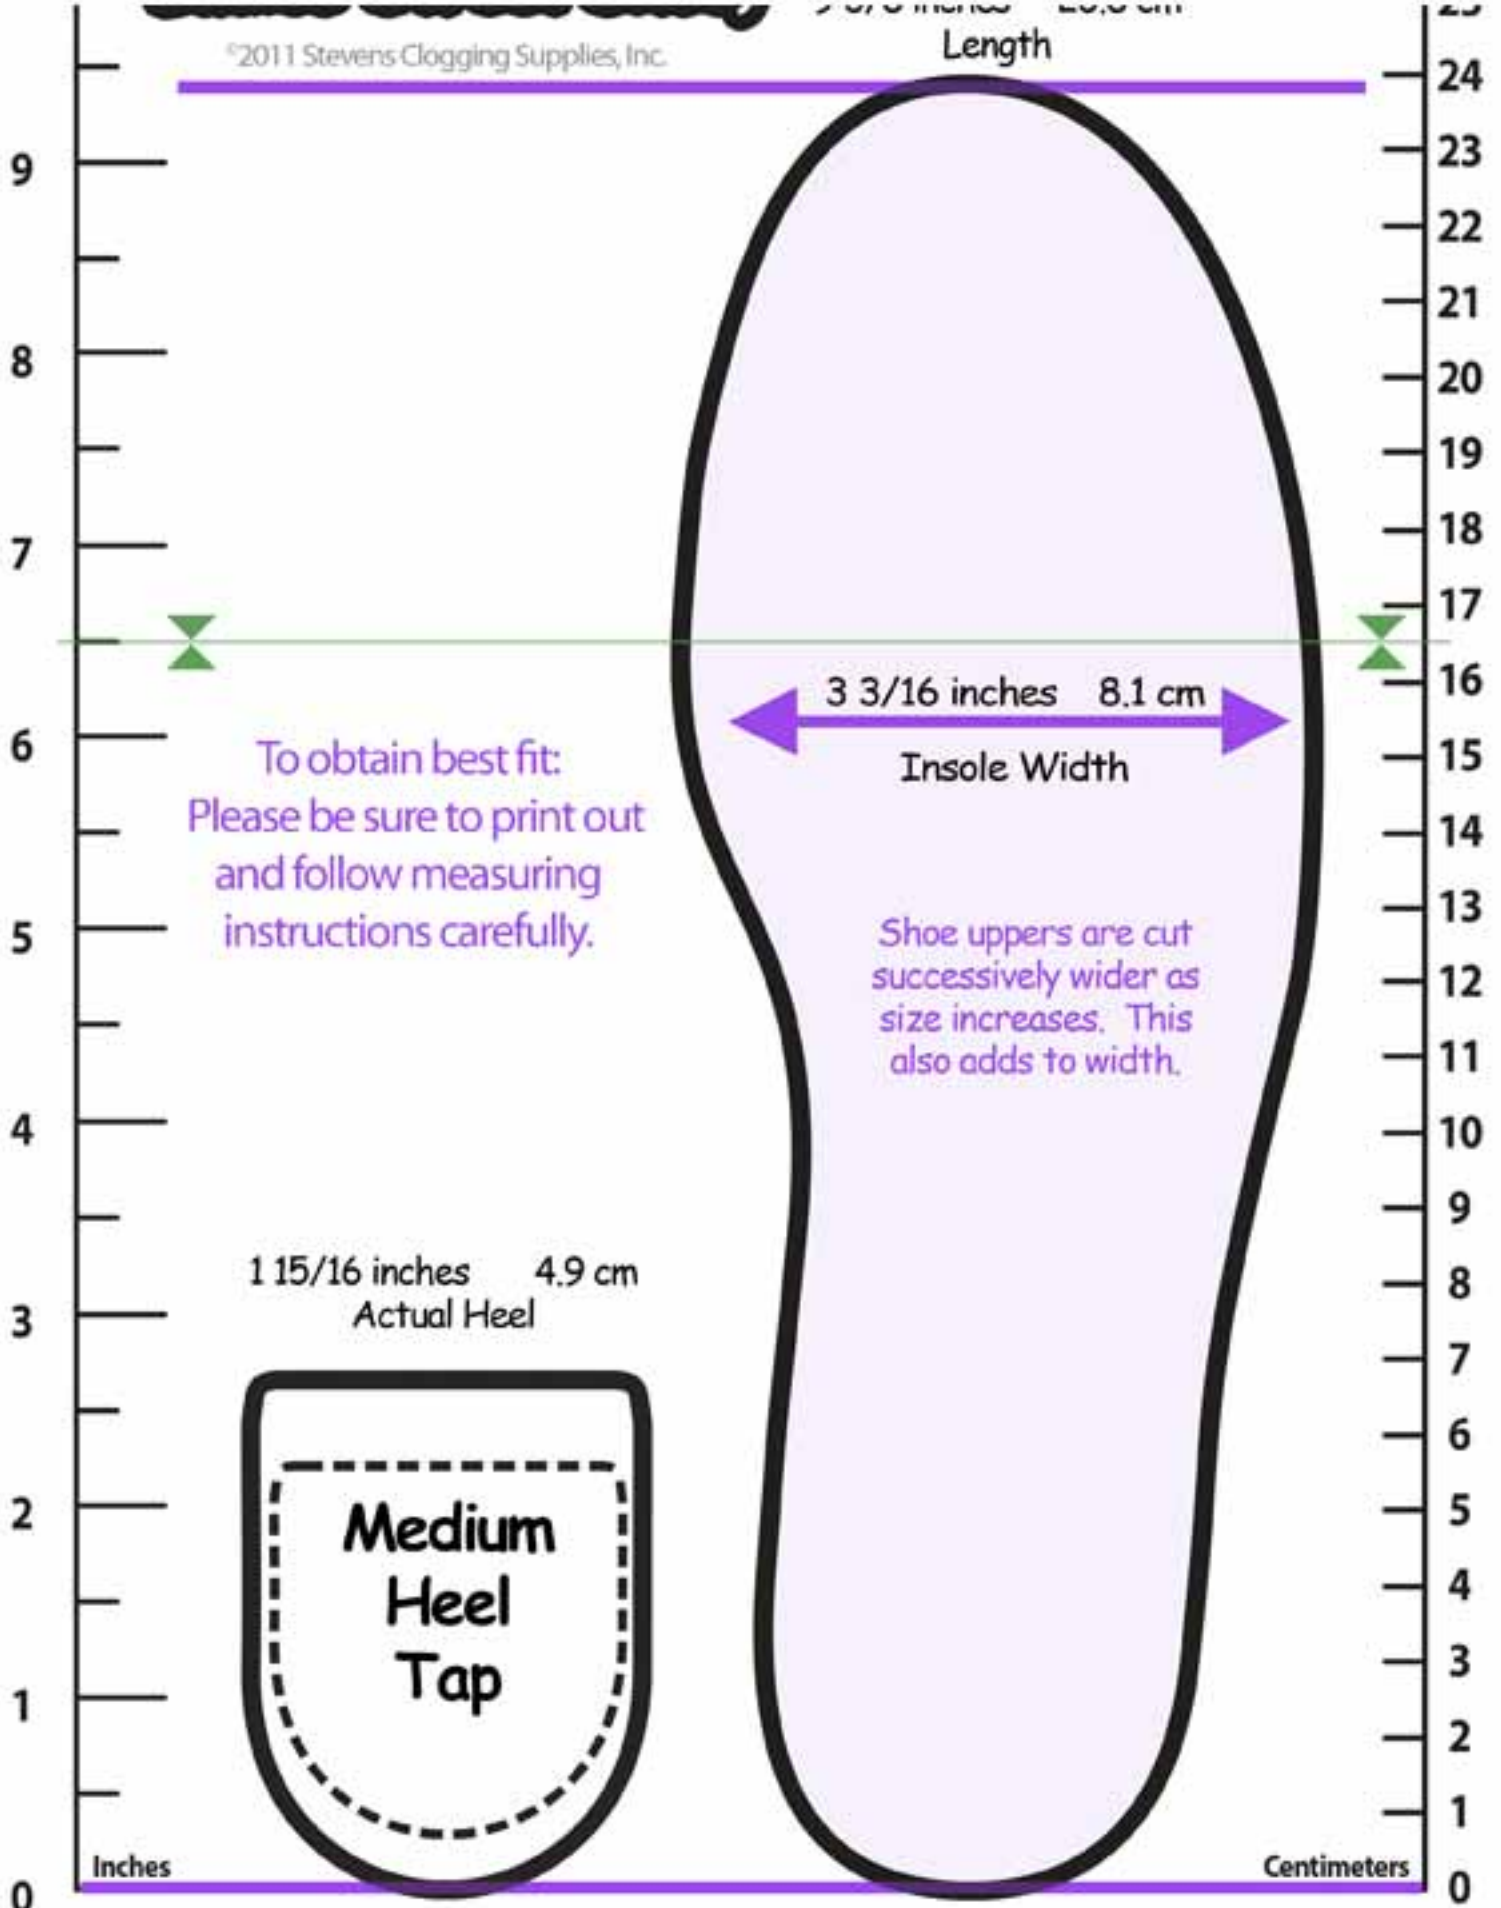 ©2011 Stevens Clogging Supplies, Inc.
Length
3 3/16 inches 8.1 cm
Insole Width
To obtain best fit:
Please be sure to print out
and follow measuring
instructions carefully.
Shoe uppers are cut
successively wider as
size increases. This
also adds to width.
1 15/16 inches 4.9 cm
Actual Heel
Medium
Heel
Tap
Inches
Centimeters
9
8
7
6
5
4
3
2
1
0
24
23
22
21
20
19
18
17
16
15
14
13
12
11
10
9
8
7
6
5
4
3
2
1
0